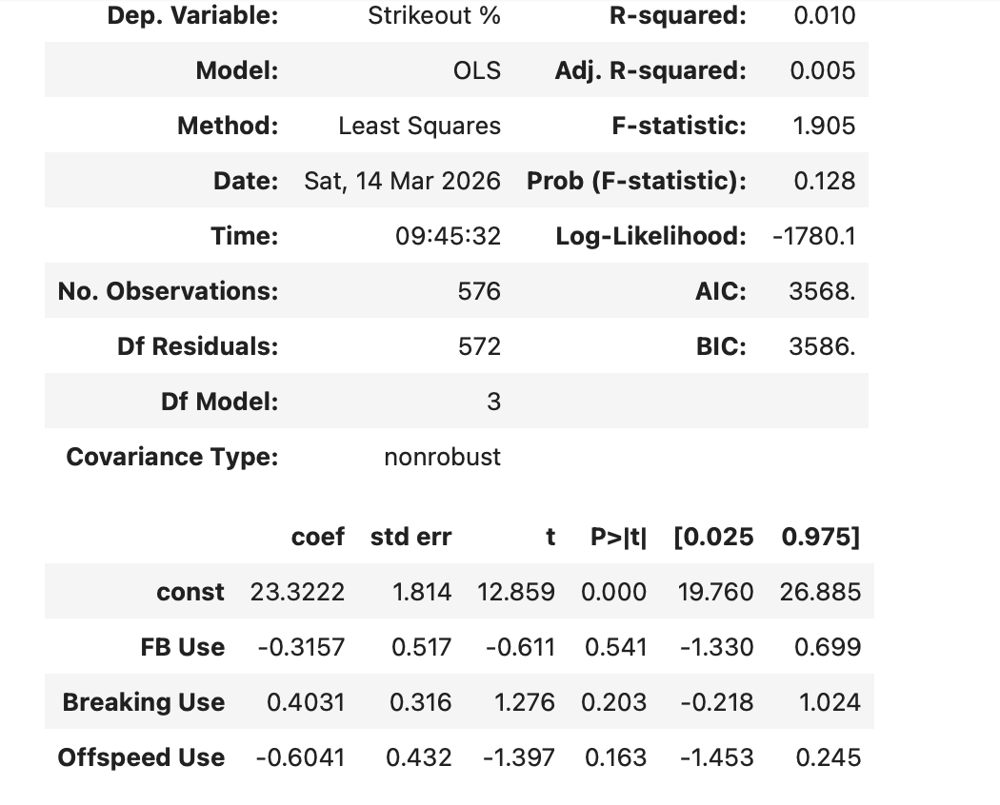 Dep. Variable: Strikeout % R-squared: 0.010
Model: OLS Adj. R-squared: 0.005
Method: Least Squares F-statistic: 1.905
Date: Sat, 14 Mar 2026 Prob (F-statistic): 0.128
Time: 09:45:32 Log-Likelihood: -1780.1
No. Observations: 576 AIC: 3568.
Df Residuals: 572 BIC: 3586.
Df Model: 3
Covariance Type: nonrobust
coef std err t P>|t| [0.025 0.975]
const 23.3222 1.814 12.859 0.000 19.760 26.885
FB Use -0.3157 0.517 -0.611 0.541 -1.330 0.699
Breaking Use 0.4031 0.316 1.276 0.203 -0.218 1.024
Offspeed Use -0.6041 0.432 -1.397 0.163 -1.453 0.245